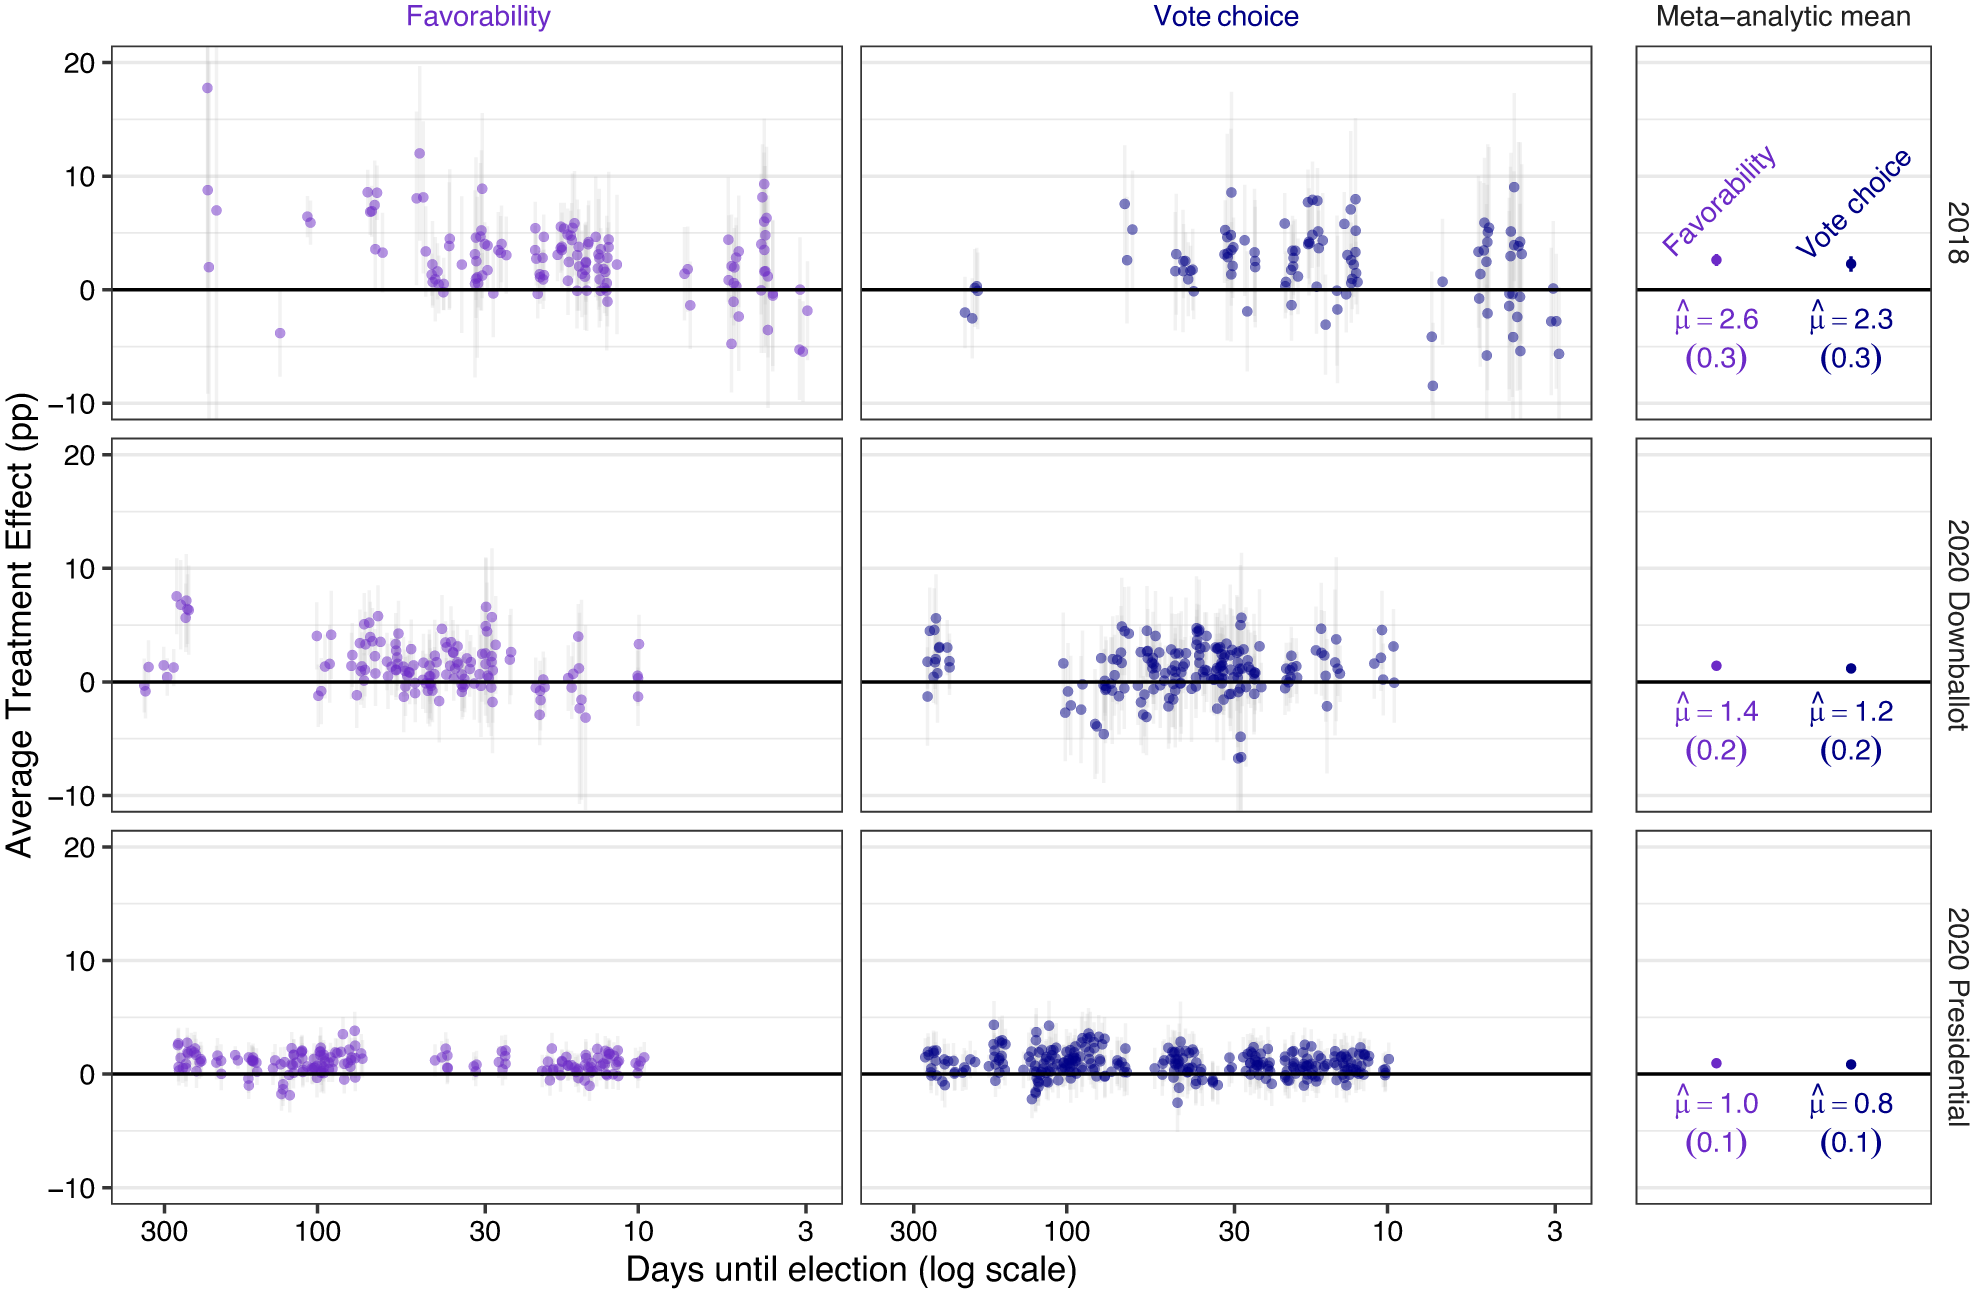 Favorability
Vote choice
Meta−analytic mean
Average Treatment Effect (pp)
20
10
0
−10
Favorability
Vote choice
μ̂ = 2.6
(0.3)
μ̂ = 2.3
(0.3)
2018
20
10
0
−10
μ̂ = 1.4
(0.2)
μ̂ = 1.2
(0.2)
2020 Downballot
20
10
0
−10
μ̂ = 1.0
(0.1)
μ̂ = 0.8
(0.1)
2020 Presidential
300 100 30 10 3
300 100 30 10 3
Days until election (log scale)